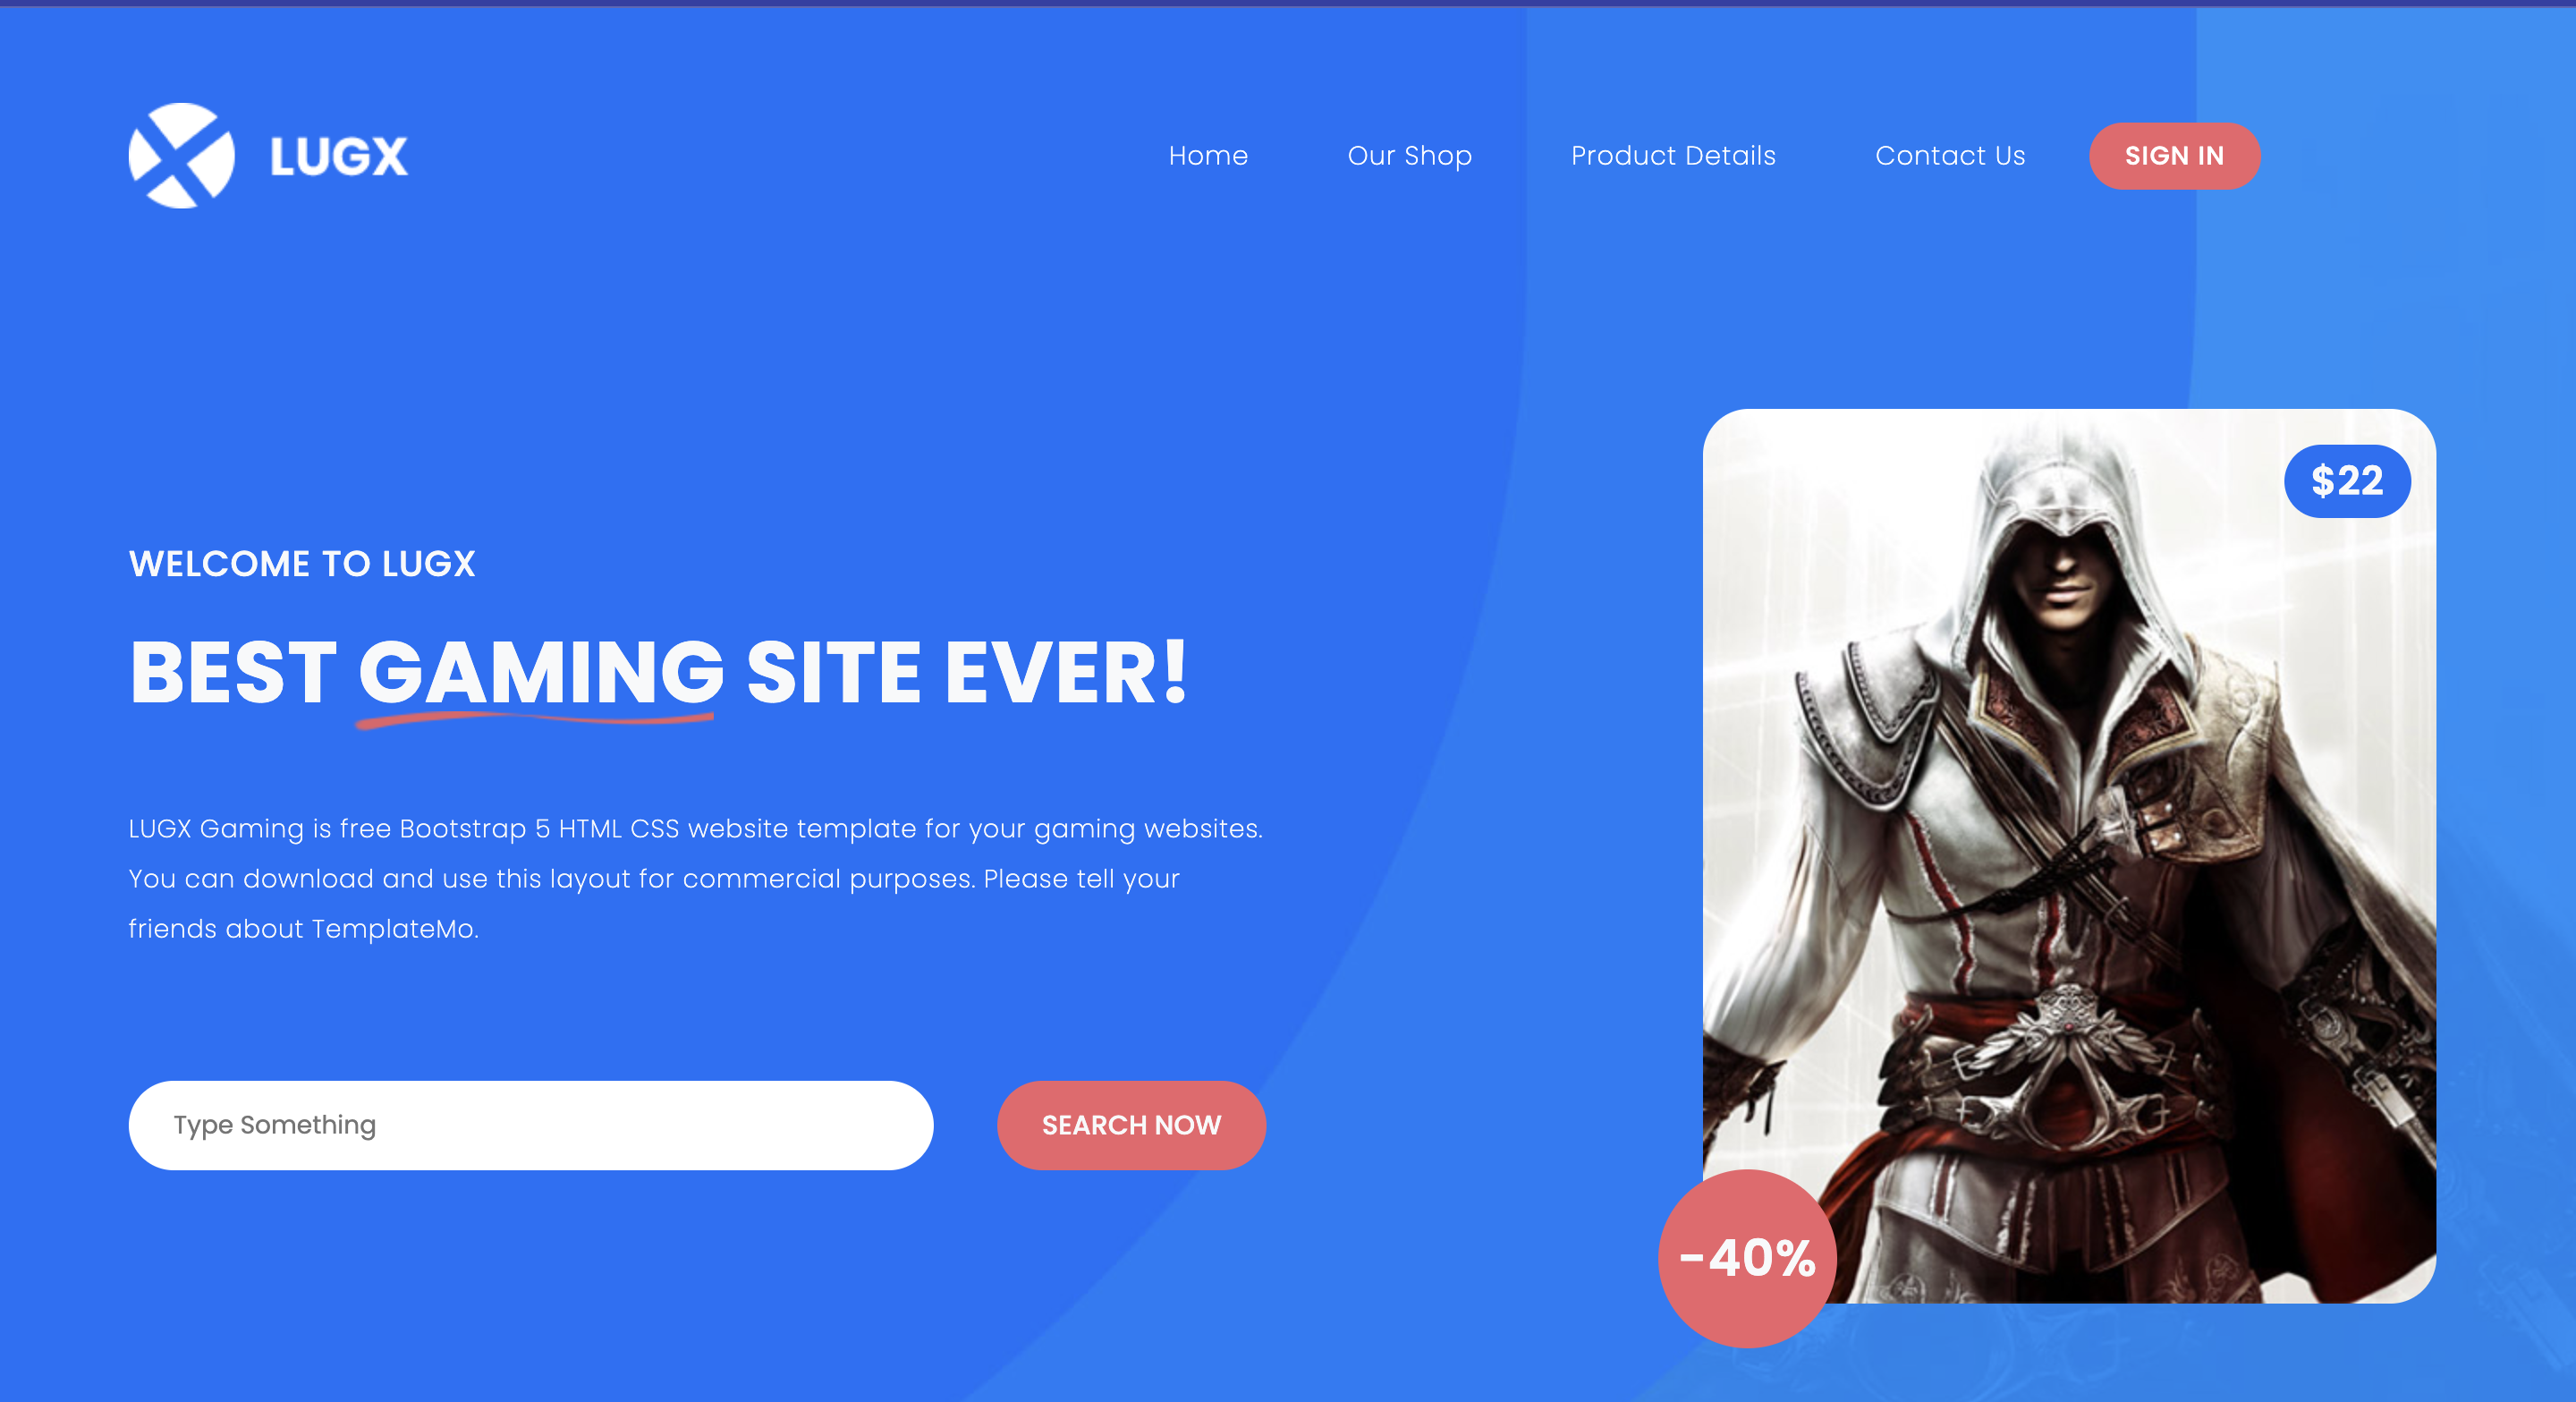 LUGX
Home
Our Shop
Product Details
Contact Us
SIGN IN
WELCOME TO LUGX
BEST GAMING SITE EVER!
LUGX Gaming is free Bootstrap 5 HTML CSS website template for your gaming websites.
You can download and use this layout for commercial purposes. Please tell your
friends about TemplateMo.
Type Something
SEARCH NOW
$22
-40%